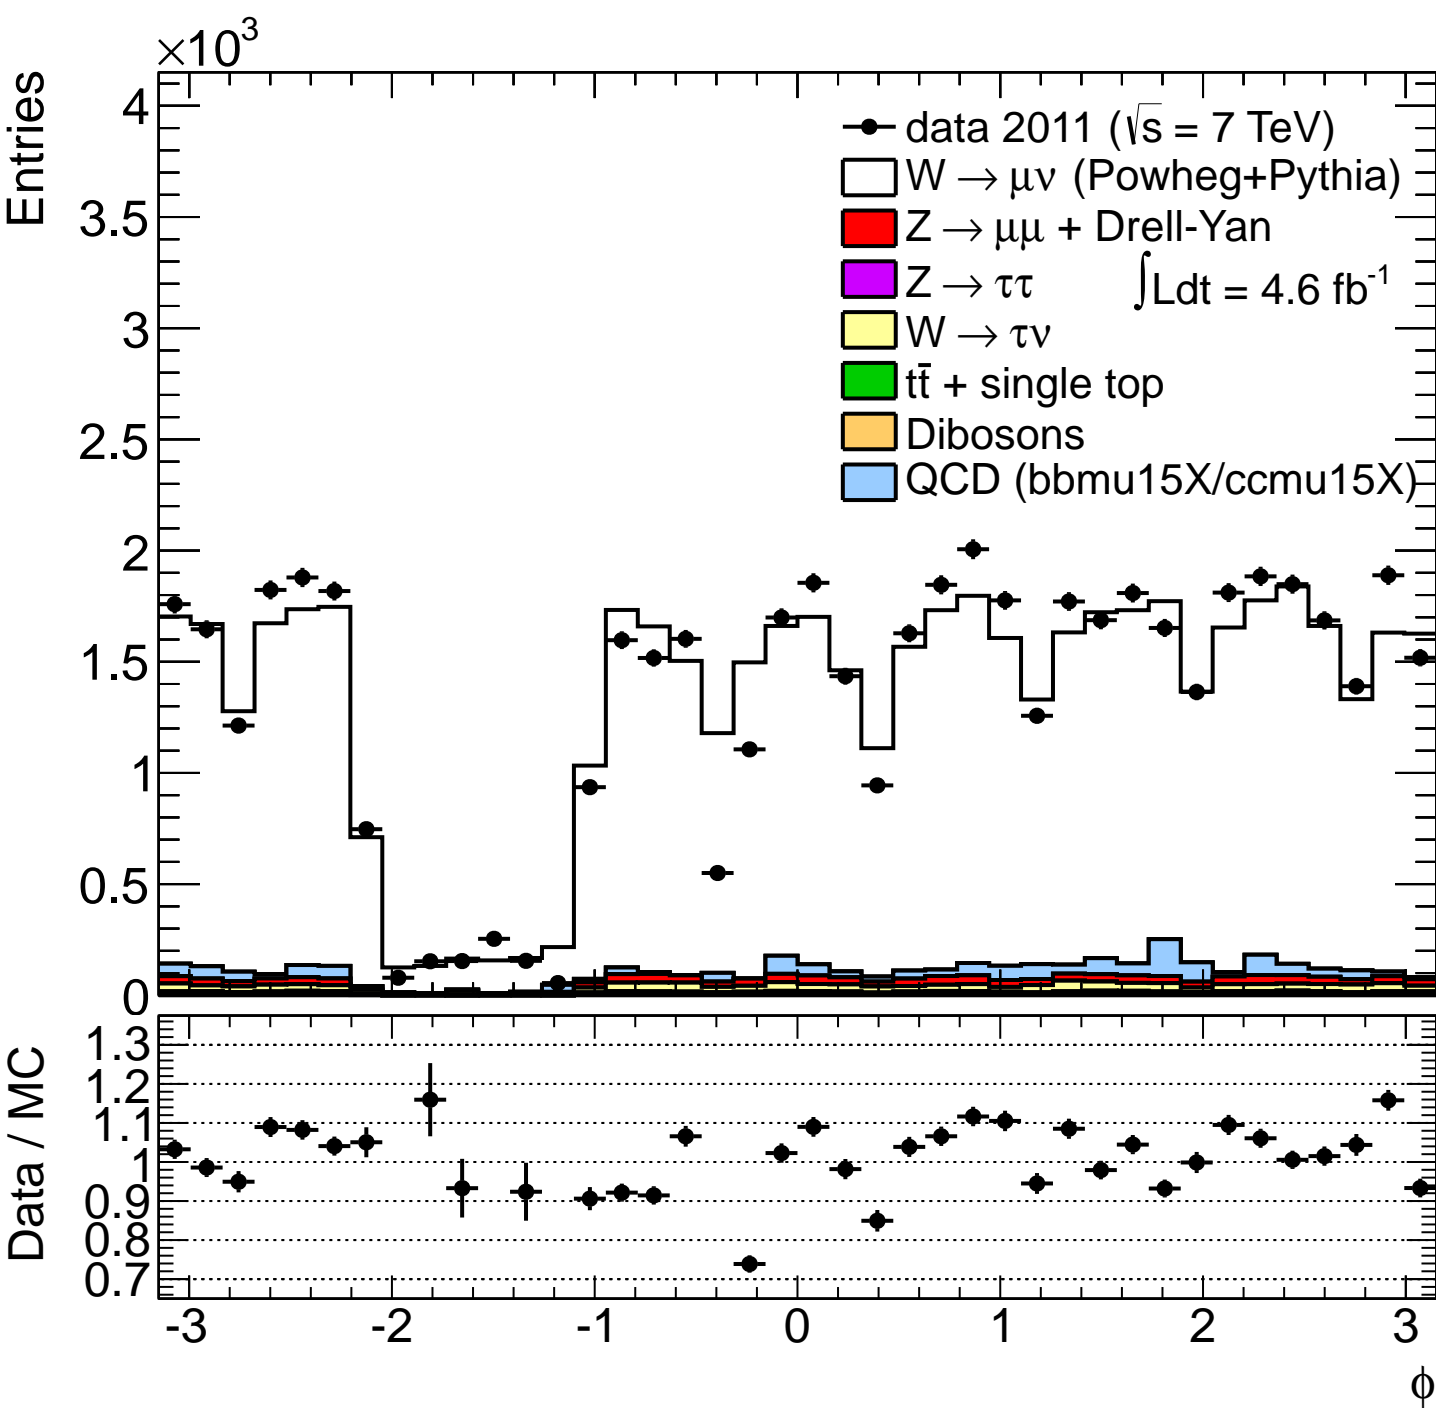 ×10³
Entries
4
3.5
3
2.5
2
1.5
1
0.5
0
data 2011 (√s = 7 TeV)
W → μν (Powheg+Pythia)
Z → μμ + Drell-Yan
Z → ττ
∫Ldt = 4.6 fb⁻¹
W → τν
tt̄ + single top
Dibosons
QCD (bbmu15X/ccmu15X)
Data / MC
1.3
1.2
1.1
1
0.9
0.8
0.7
-3 -2 -1 0 1 2 3
ϕ